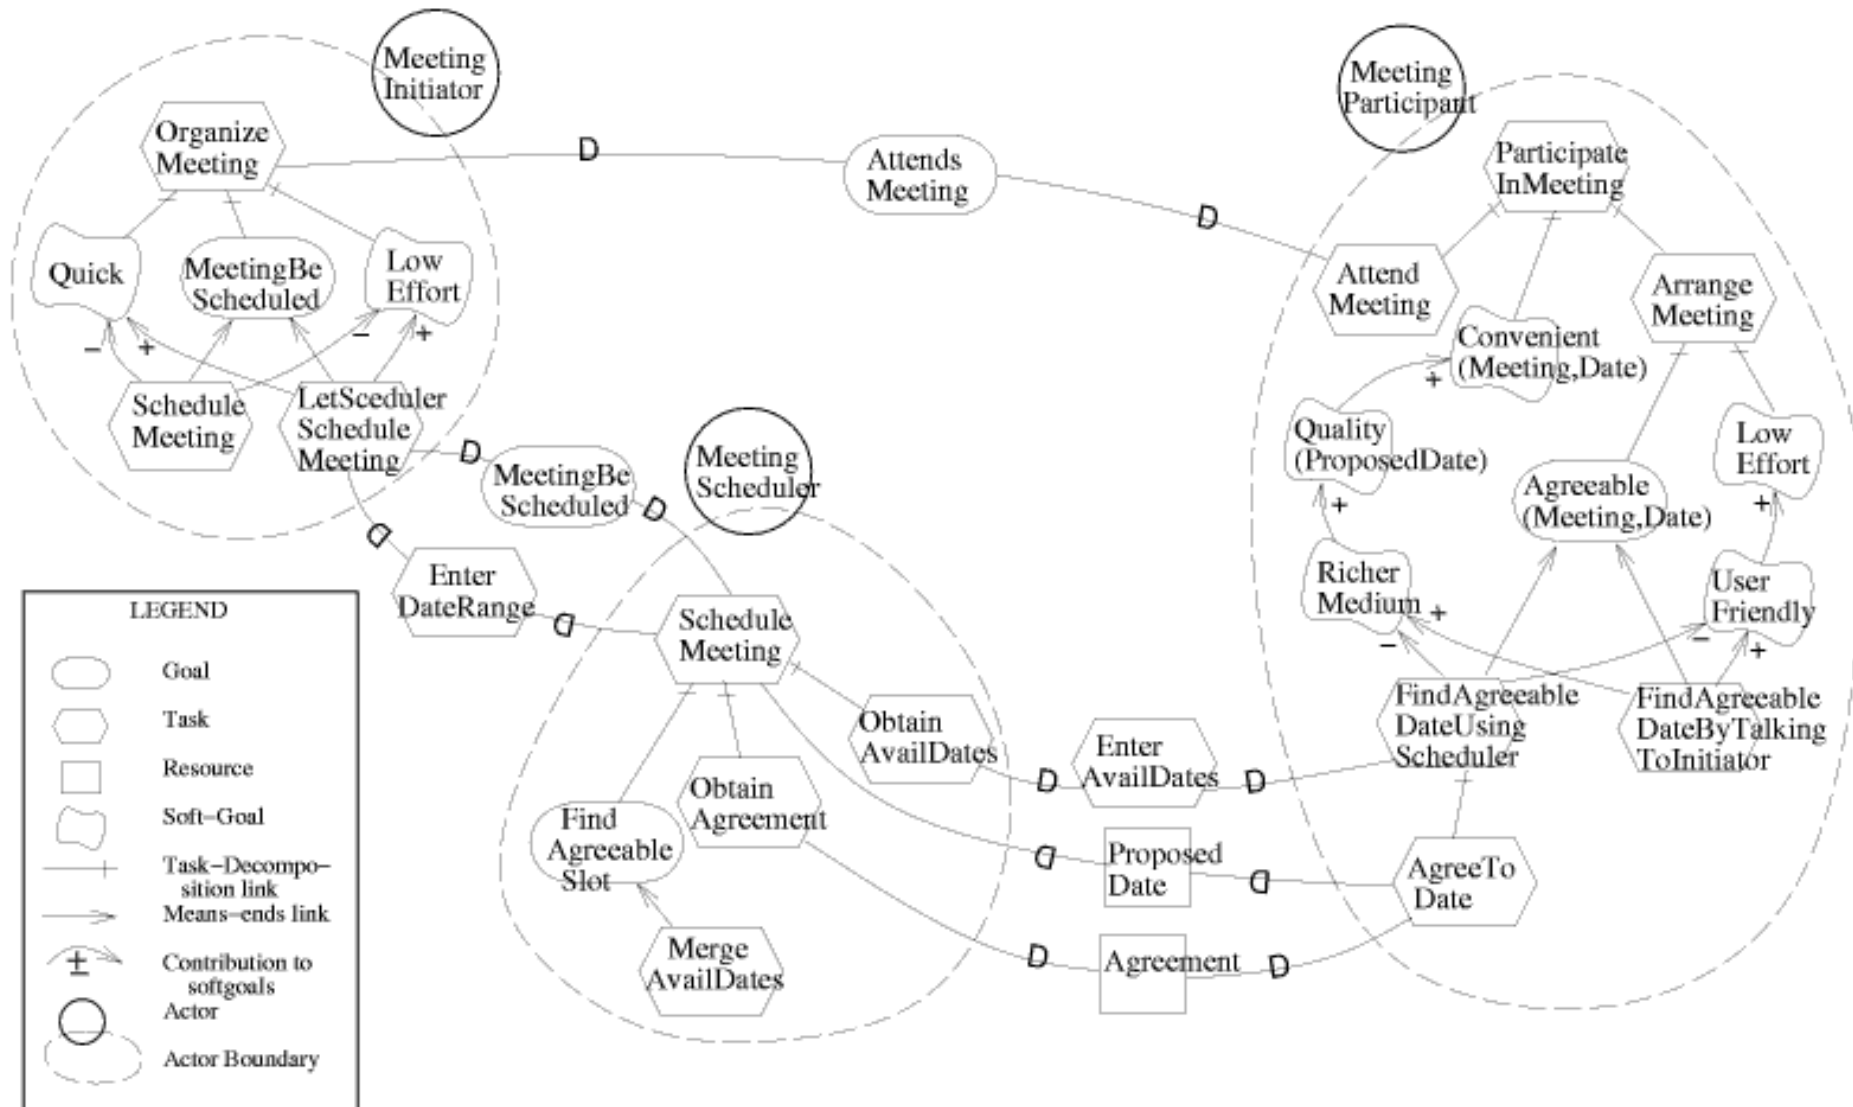 Meeting
Initiator
Organize
Meeting
Quick
MeetingBe
Scheduled
Low
Effort
–
+
–
+
Schedule
Meeting
LetSceduler
Schedule
Meeting
D
Attends
Meeting
D
D
MeetingBe
Scheduled
D
D
Enter
DateRange
D
Meeting
Scheduler
Schedule
Meeting
Obtain
AvailDates
Obtain
Agreement
Find
Agreeable
Slot
Merge
AvailDates
D
Enter
AvailDates
D
D
Proposed
Date
D
D
Agreement
D
Meeting
Participant
Participate
InMeeting
Attend
Meeting
Arrange
Meeting
Convenient
(Meeting,Date)
+
Quality
(ProposedDate)
+
Low
Effort
+
Agreeable
(Meeting,Date)
Richer
Medium
+
–
User
Friendly
–
+
FindAgreeable
DateUsing
Scheduler
FindAgreeable
DateByTalking
ToInitiator
AgreeTo
Date
LEGEND
Goal
Task
Resource
Soft–Goal
Task–Decompo–
sition link
Means–ends link
±
Contribution to
softgoals
Actor
Actor Boundary